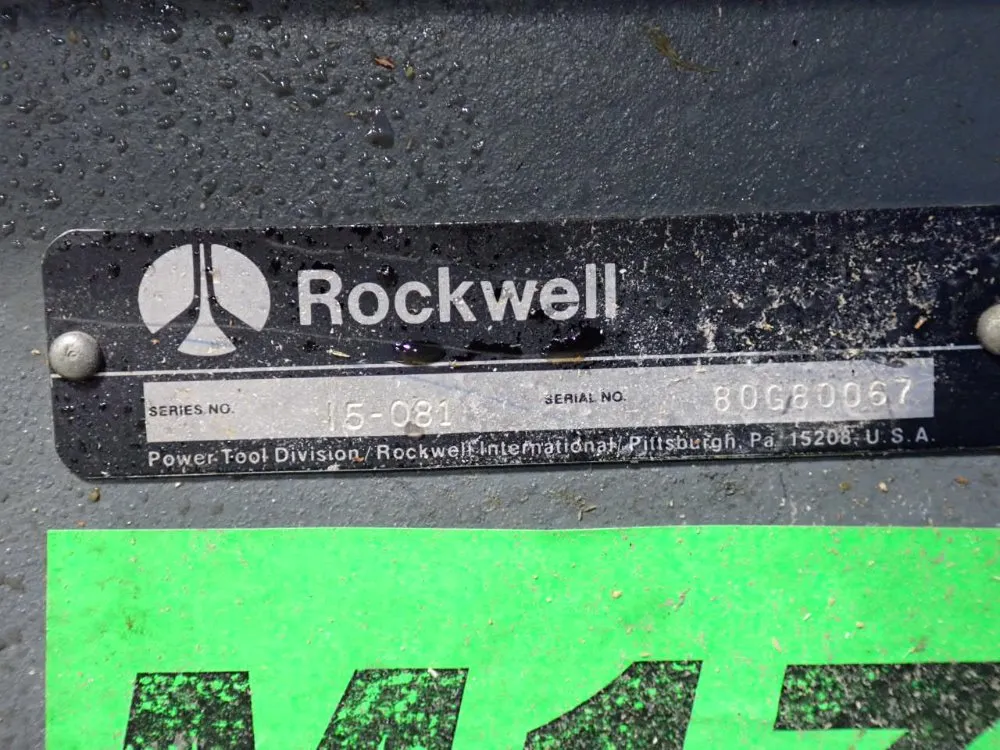 Rockwell
SERIES NO. 15-081 SERIAL NO. 80G80067
Power Tool Division/Rockwell International/Pittsburgh, Pa. 15208, U.S.A.